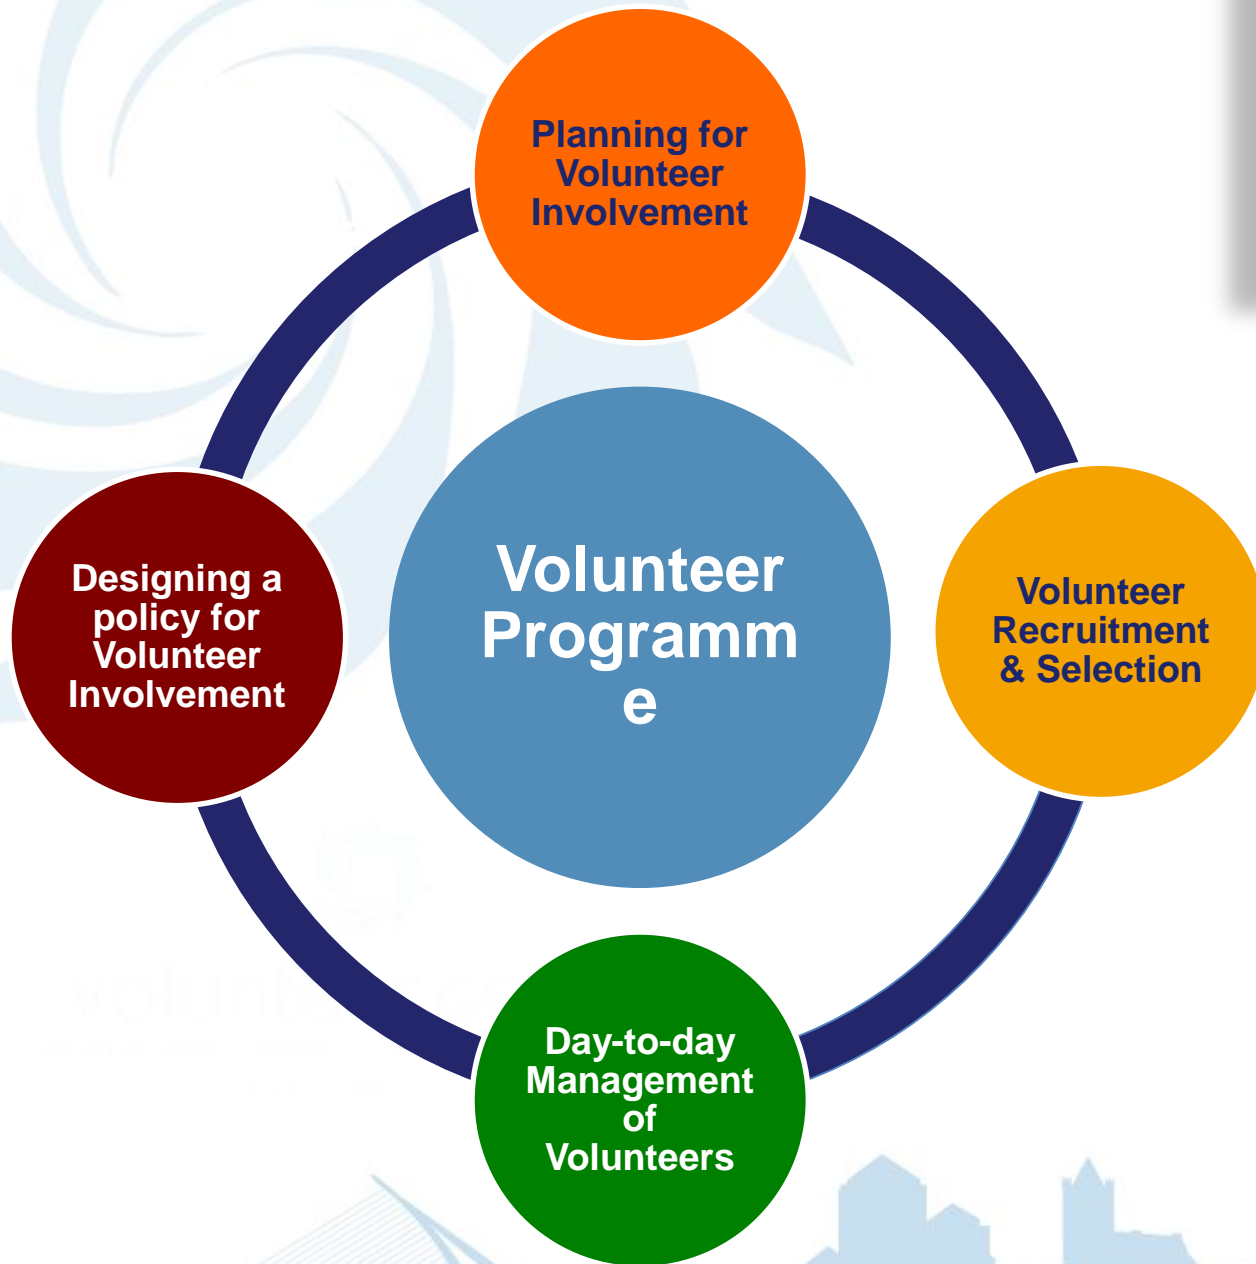 Planning for
Volunteer
Involvement
Designing a
policy for
Volunteer
Involvement
Volunteer
Programm
e
Volunteer
Recruitment
& Selection
Day-to-day
Management
of
Volunteers